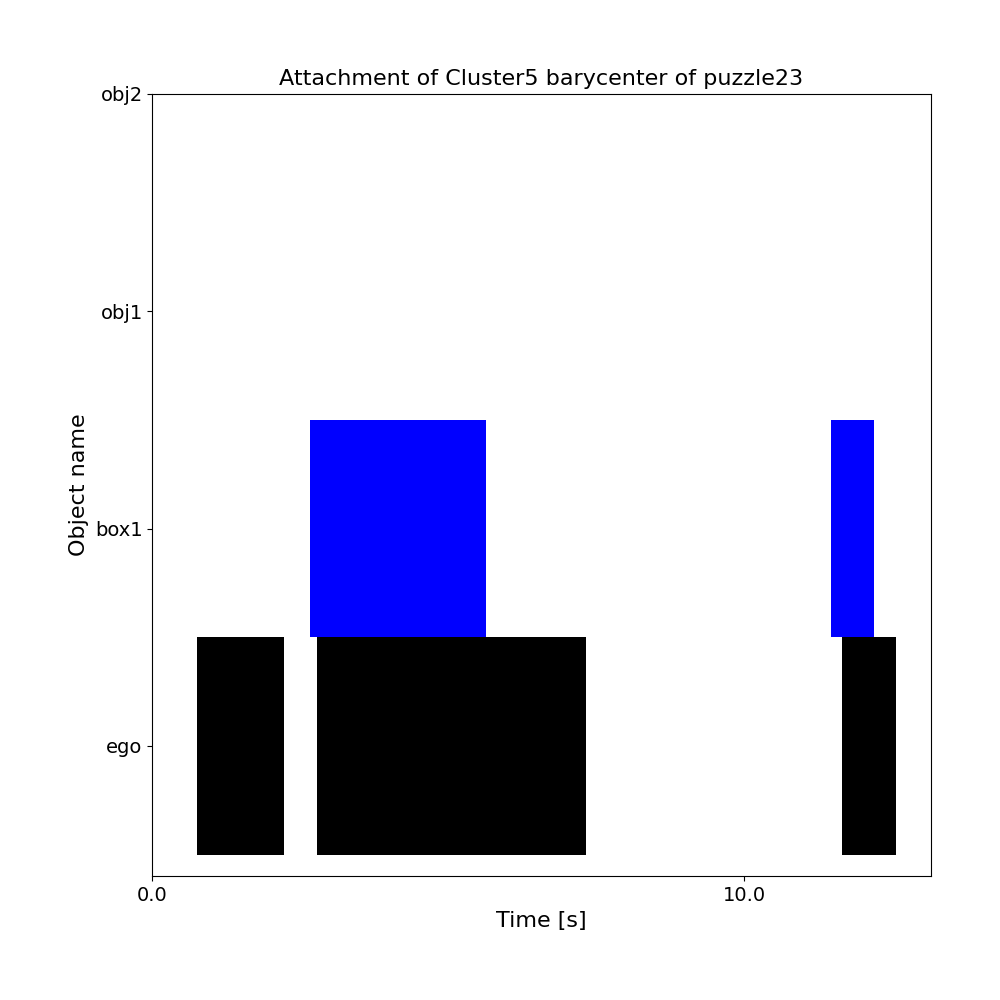 Attachment of Cluster5 barycenter of puzzle23
obj2
obj1
box1
ego
Object name
0.0
10.0
Time [s]